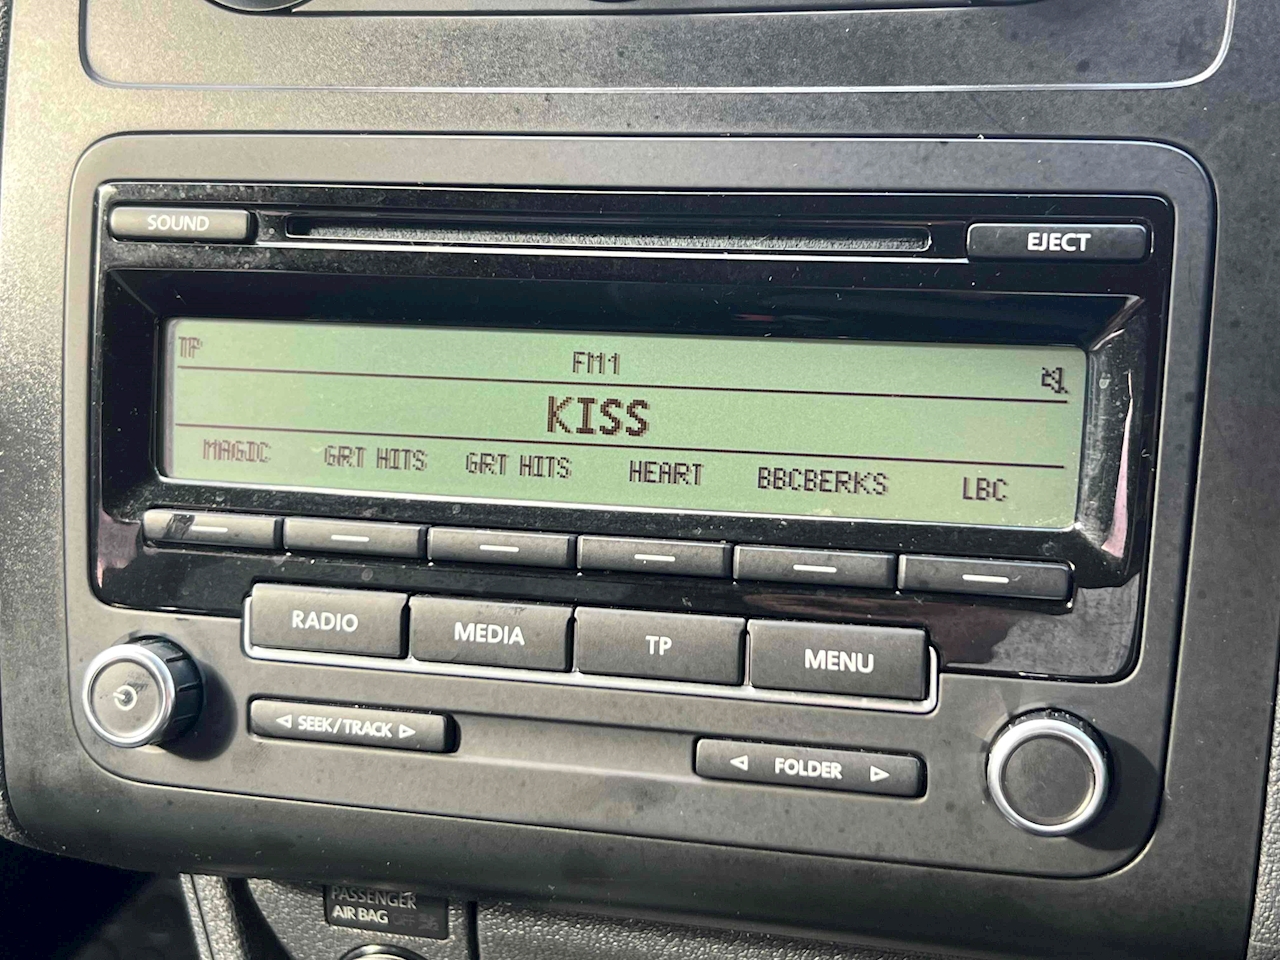 SOUND
EJECT
TP
FM1
KISS
MAGIC GRT HITS GRT HITS HEART BBCBERKS LBC
RADIO MEDIA TP MENU
SEEK/TRACK
FOLDER
PASSENGER
AIR BAG OFF